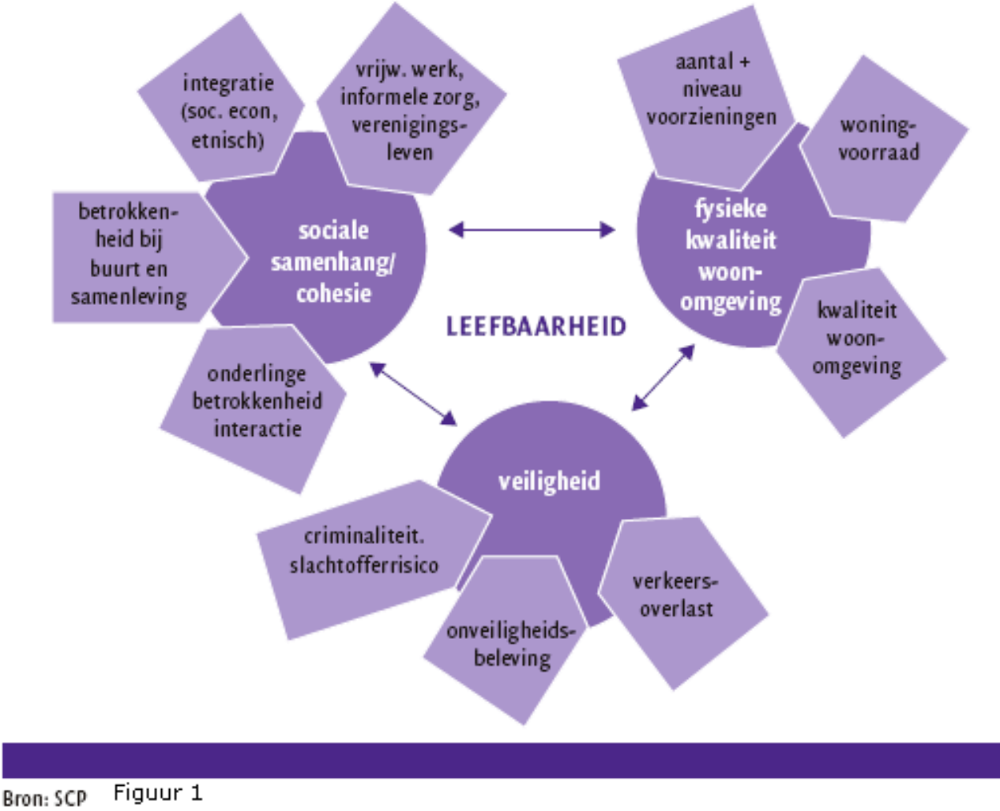 integratie
(soc. econ,
etnisch)
vrijw. werk,
informele zorg,
verenigings-
leven
betrokken-
heid bij
buurt en
samenleving
sociale
samenhang/
cohesie
onderlinge
betrokkenheid
interactie
aantal +
niveau
voorzieningen
woning-
voorraad
fysieke
kwaliteit
woon-
omgeving
kwaliteit
woon-
omgeving
LEEFBAARHEID
veiligheid
criminaliteit.
slachtofferrisico
onveiligheids-
beleving
verkeers-
overlast
Bron: SCP Figuur 1